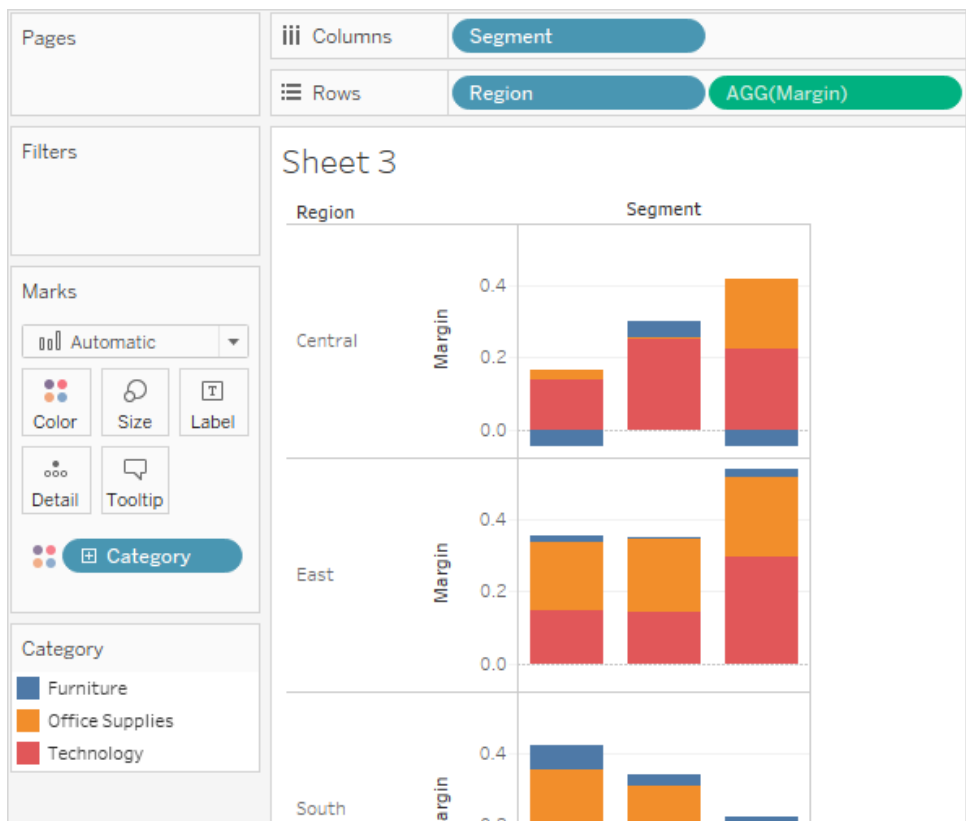 Pages
Columns
Segment
Rows
Region
AGG(Margin)
Filters
Sheet 3
Region
Segment
Marks
Automatic
Color
Size
T
Label
Detail
Tooltip
Category
Category
Furniture
Office Supplies
Technology
Central
Margin
0.4
0.2
0.0
East
Margin
0.4
0.2
0.0
South
0.4